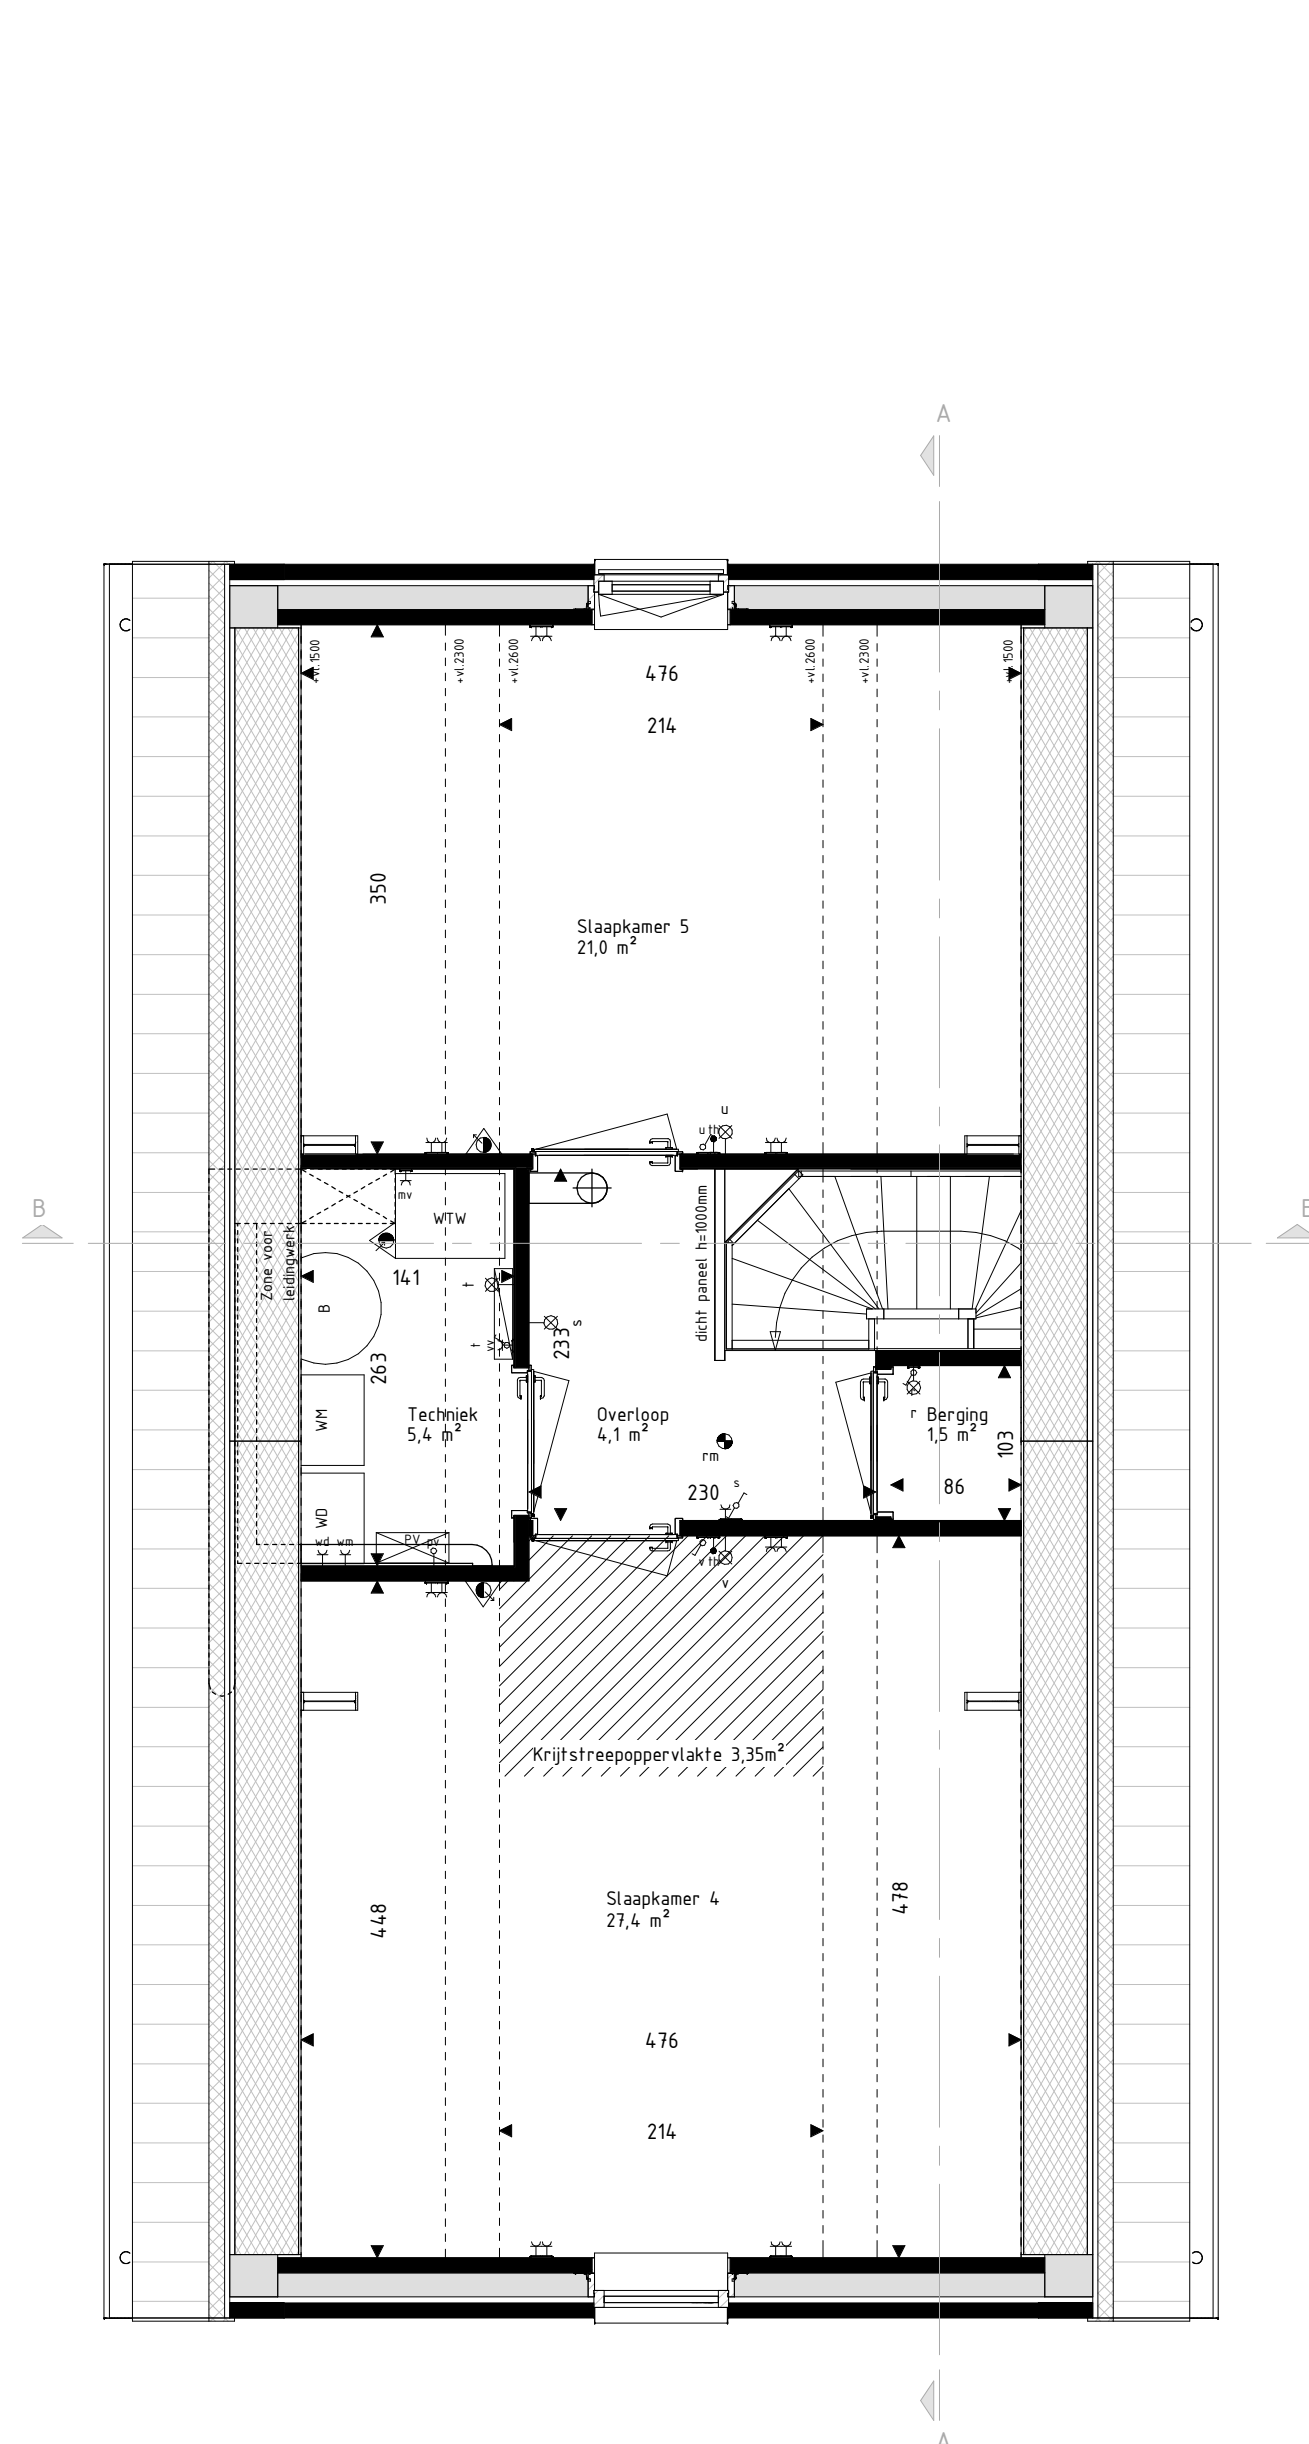 A
+vl.1500
+vl.2300
+vl.2600
476
+vl.2600
+vl.2300
+vl.1500
214
350
Slaapkamer 5
21,0 m²
u
u th
mv
WTW
dicht paneel h=1000mm
B
B
Zone voor
leidingwerk
141
t
B
s
233
t
263
WM
Techniek
5,4 m²
Overloop
4,1 m²
r
Berging
1,5 m²
103
rm
s
230
86
WD
PV pv
wd wm
v th
v
Krijtstreepoppervlakte 3,35m²
Slaapkamer 4
27,4 m²
448
478
476
214
A